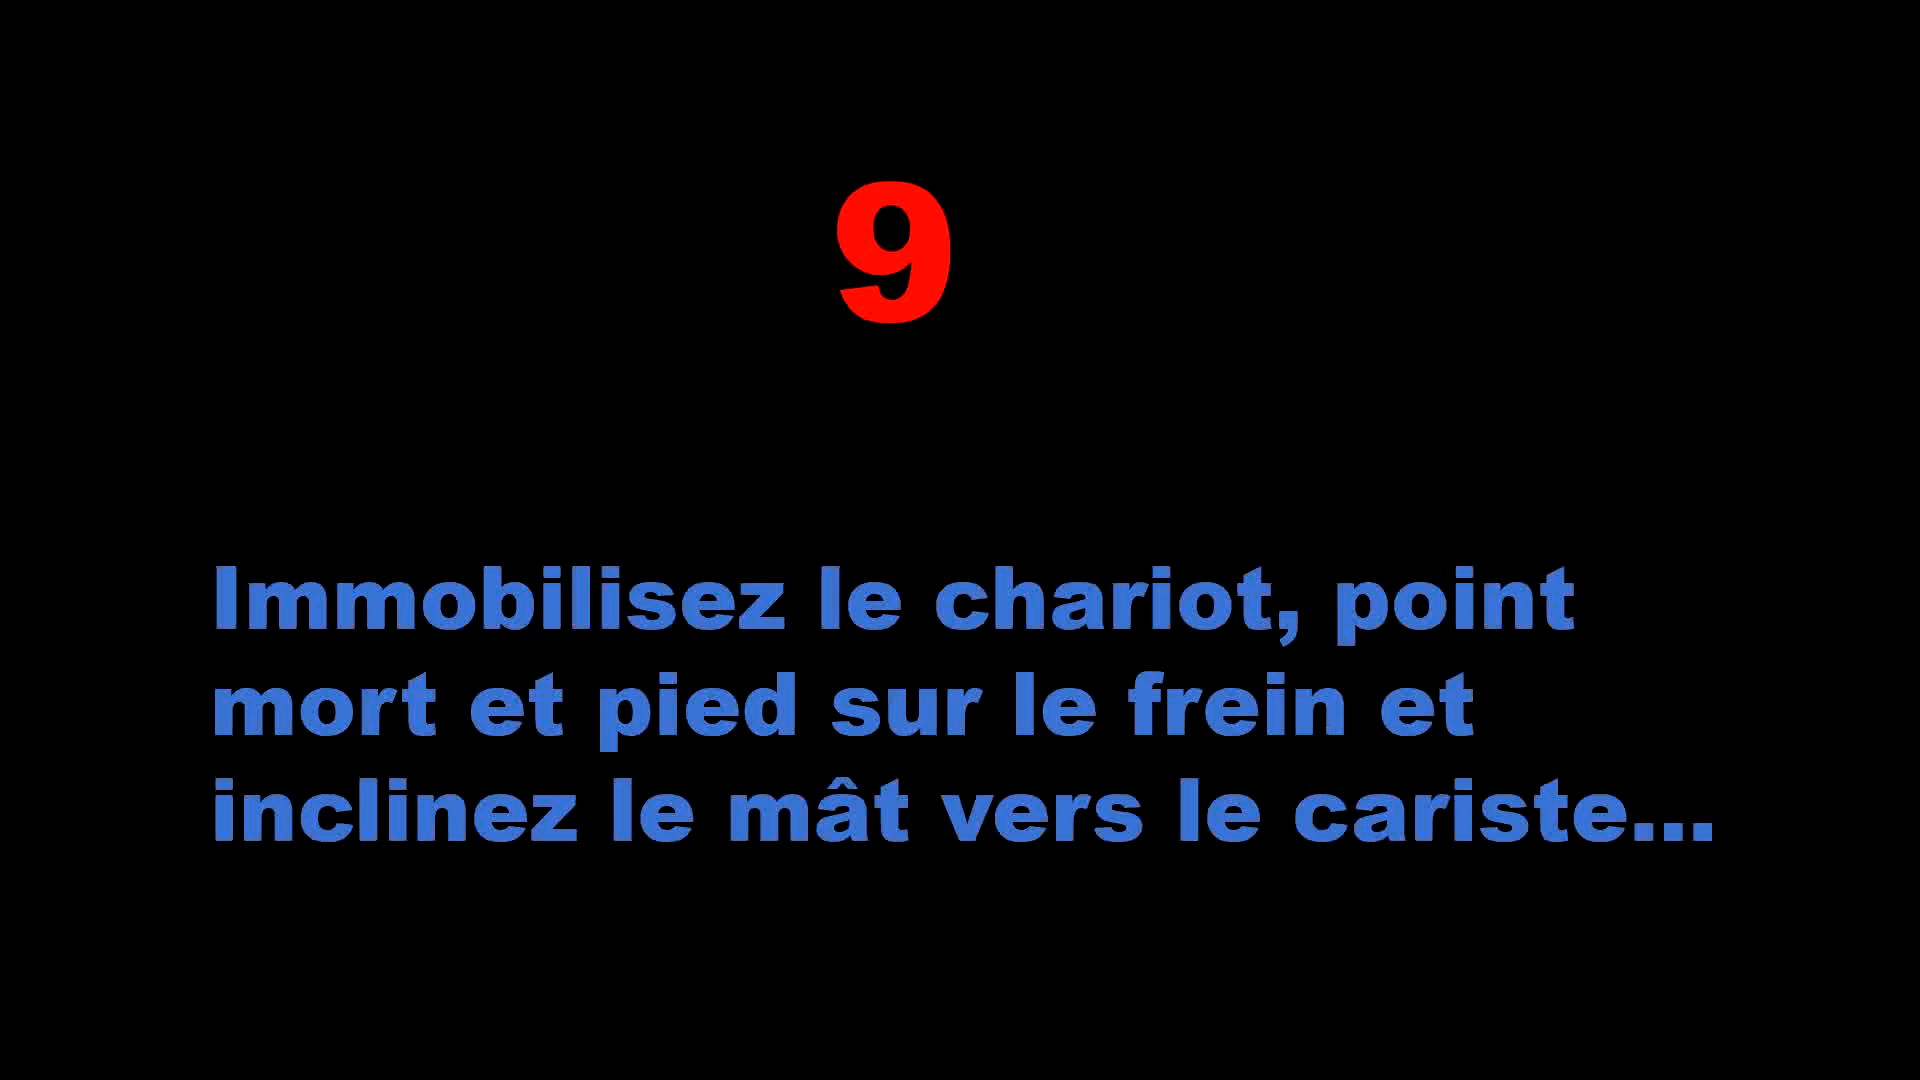 9
Immobilisez le chariot, point
mort et pied sur le frein et
inclinez le mât vers le cariste...